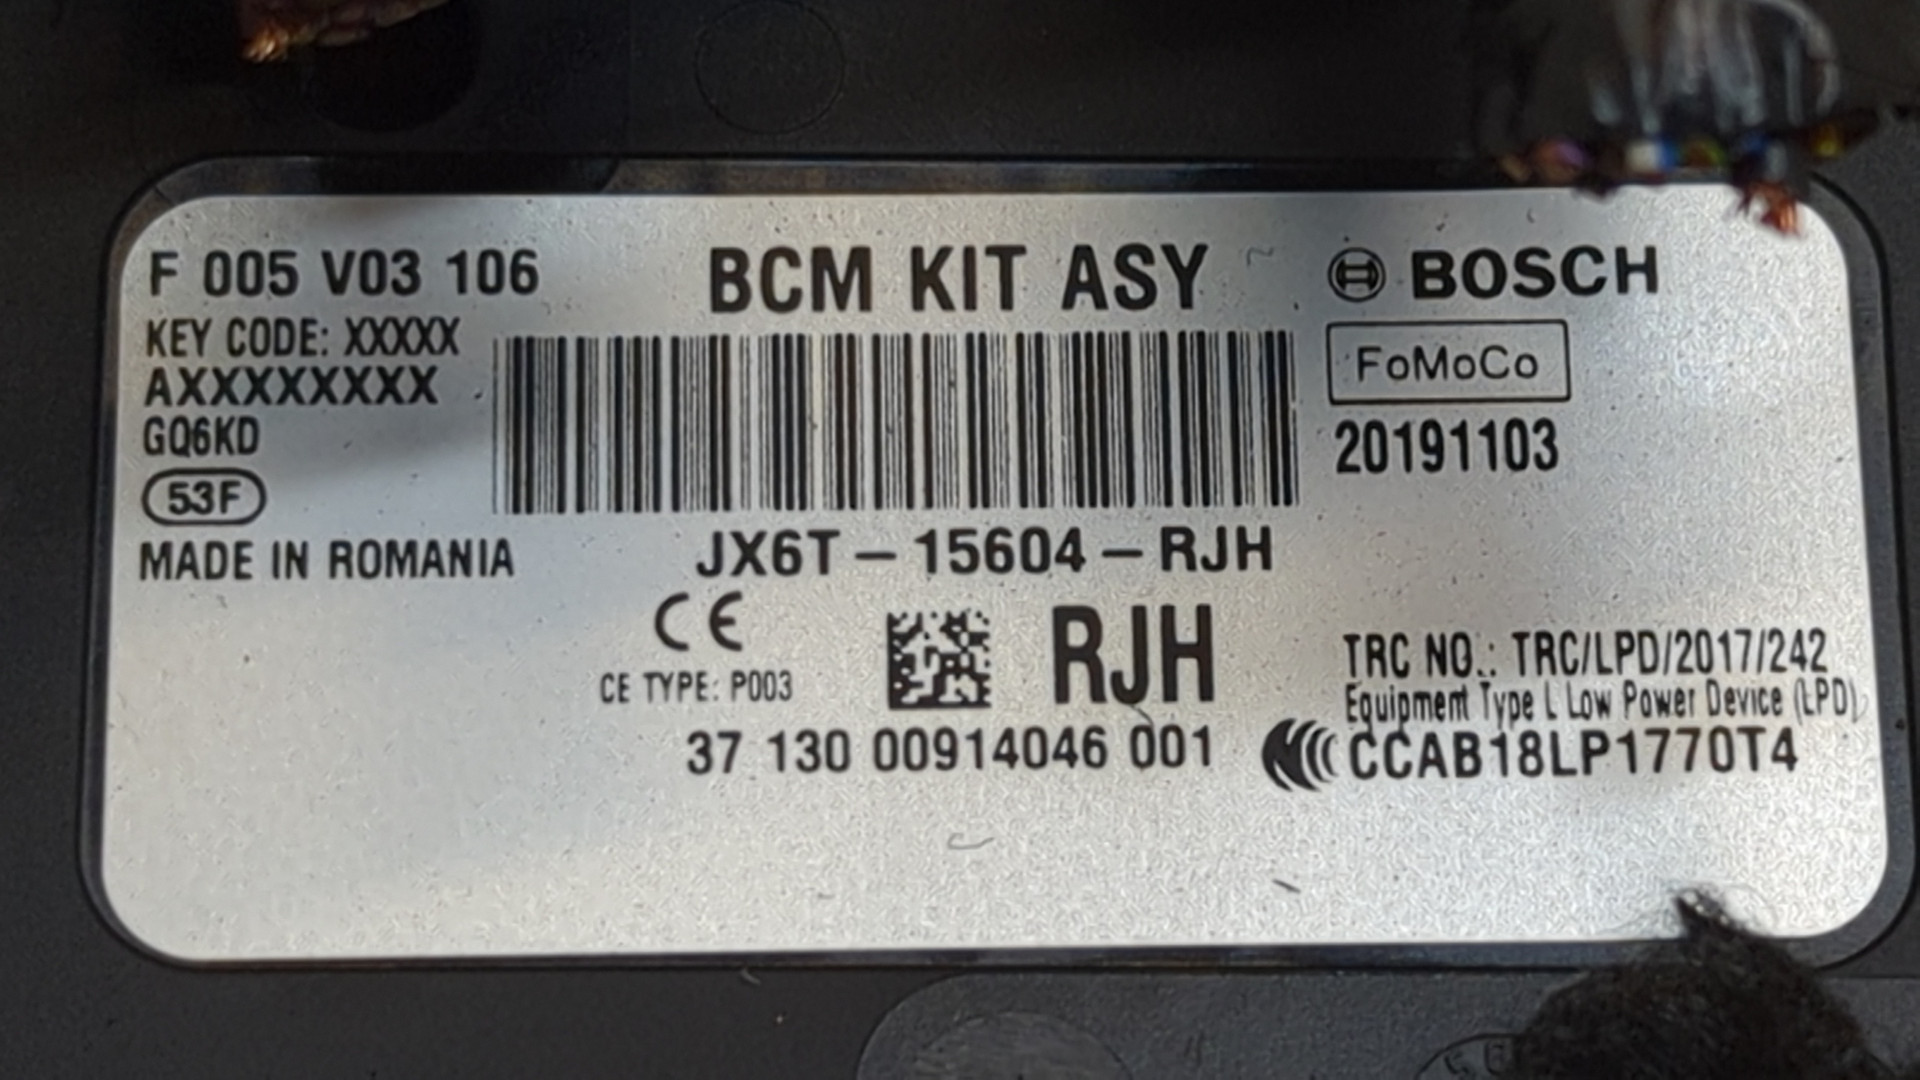 F 005 V03 106
BCM KIT ASY
BOSCH
KEY CODE: XXXXX
AXXXXXXXX
GQ6KD
53F
MADE IN ROMANIA
FoMoCo
20191103
JX6T-15604-RJH
CE
CE TYPE: P003
RJH
37 130 00914046 001
TRC NO.: TRC/LPD/2017/242
Equipment Type L Low Power Device (LPD)
CCAB18LP1770T4